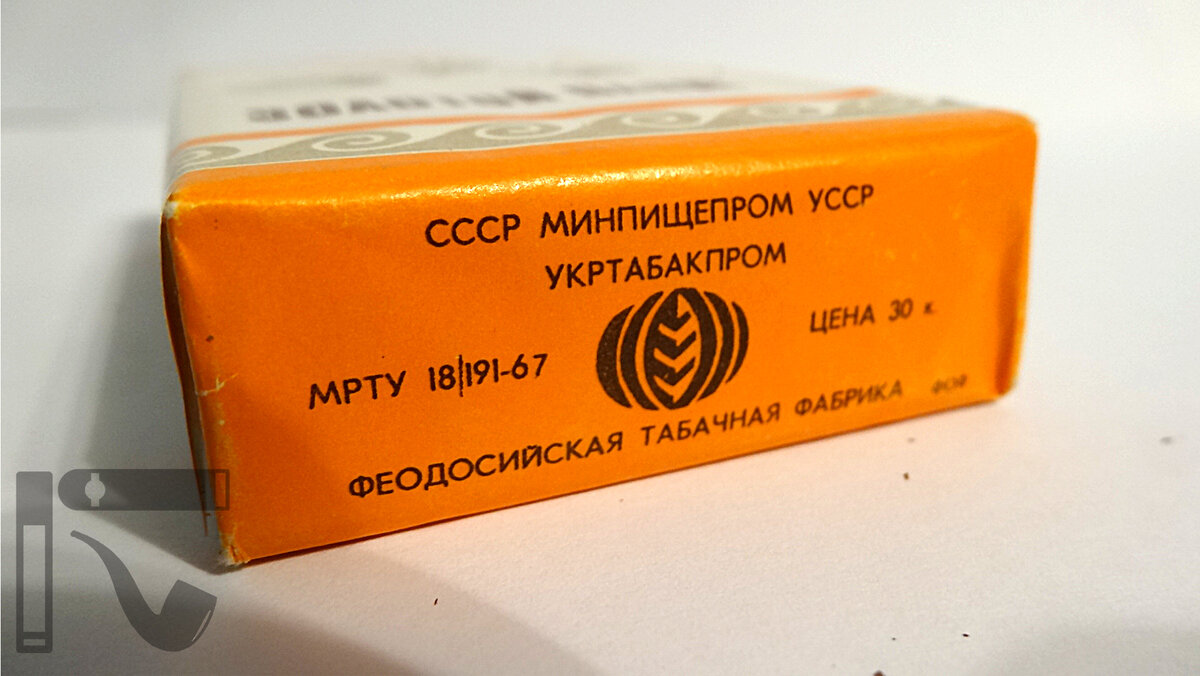 СССР МИНПИЩЕПРОМ УССР
УКРТАБАКПРОМ
МРТУ 18|191-67
ЦЕНА 30 к.
ФЕОДОСИЙСКАЯ ТАБАЧНАЯ ФАБРИКА